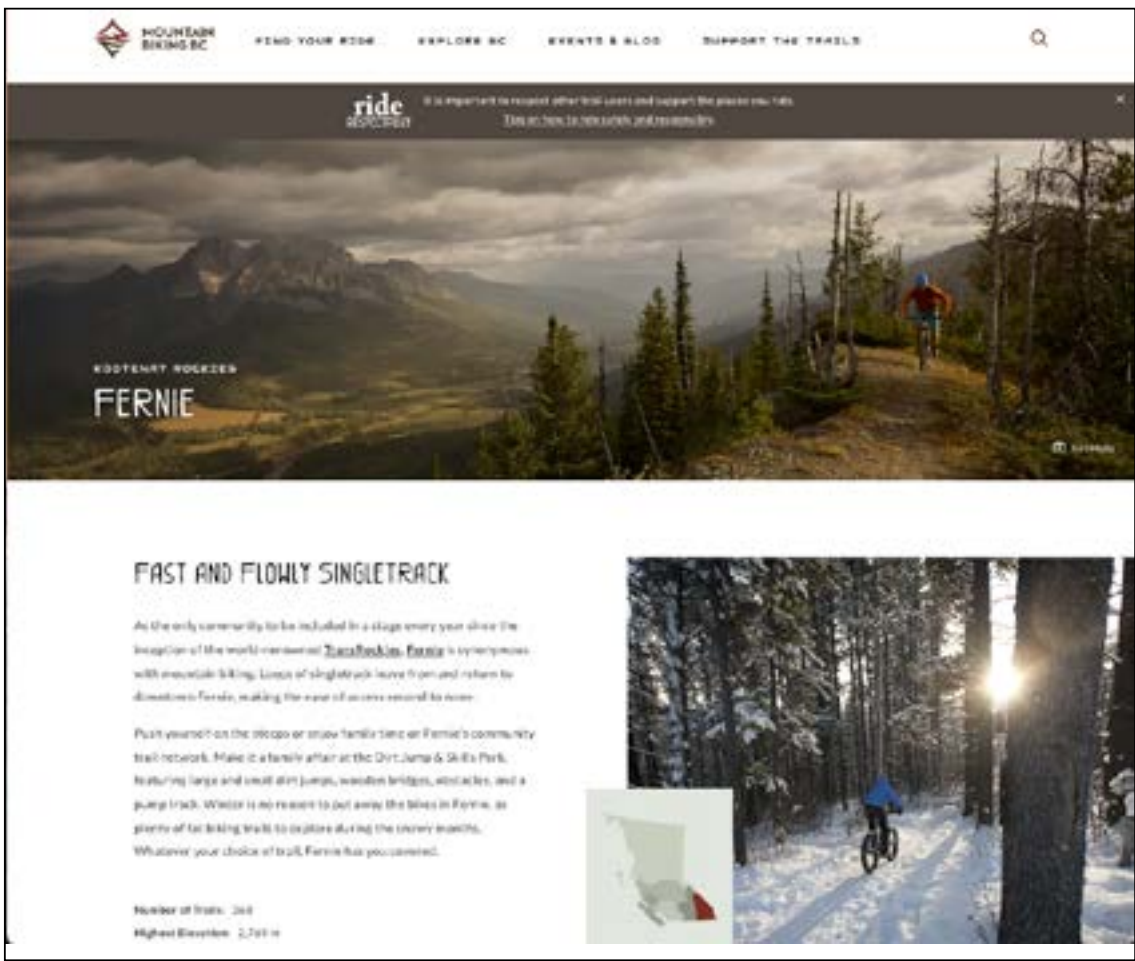 MOUNTAIN
BIKING BC
FIND YOUR RIDE
EXPLORE BC
EVENTS & BLOG
SUPPORT THE TRAILS
ride
RESPECTFULLY
It is important to respect other trail users and support the places you ride.
Tips on how to ride safely and responsibly.
KOOTENAY ROCKIES
FERNIE
FAST AND FLOWLY SINGLETRACK
As the only community to be included in a stage every year since the
inception of the world-renowned TransRockies, Fernie is synonymous
with mountain biking. Loops of singletrack leave from and return to
downtown Fernie, making the ease of access second to none.
Push yourself on the steeps or enjoy family time on Fernie's community
trail network. Make it a family affair at the Dirt Jump & Skills Park,
featuring large and small dirt jumps, wooden bridges, obstacles, and a
pump track. Winter is no reason to put away the bikes in Fernie, as
plenty of fat biking trails to explore during the snowy months.
Whatever your choice of trail, Fernie has you covered.
Number of Trails:
Highest Elevation: 2,769 m